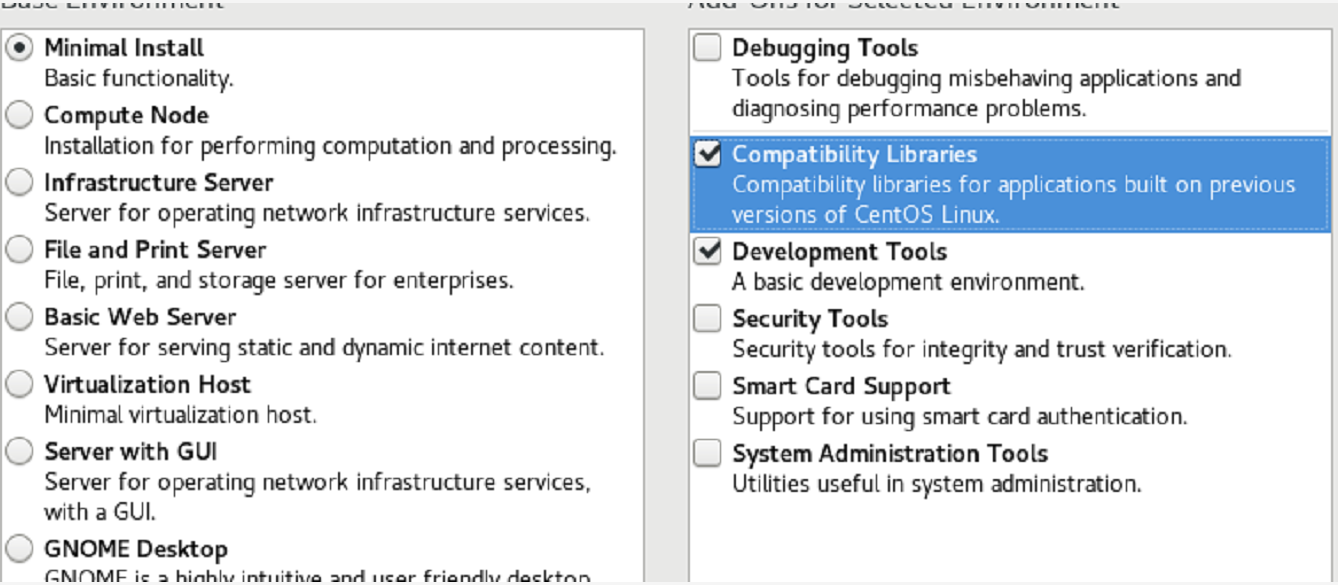 Base Environment
Minimal Install
Basic functionality.
Compute Node
Installation for performing computation and processing.
Infrastructure Server
Server for operating network infrastructure services.
File and Print Server
File, print, and storage server for enterprises.
Basic Web Server
Server for serving static and dynamic internet content.
Virtualization Host
Minimal virtualization host.
Server with GUI
Server for operating network infrastructure services,
with a GUI.
GNOME Desktop
GNOME is a highly intuitive and user friendly desktop
Add-Ons for Selected Environment
Debugging Tools
Tools for debugging misbehaving applications and
diagnosing performance problems.
Compatibility Libraries
Compatibility libraries for applications built on previous
versions of CentOS Linux.
Development Tools
A basic development environment.
Security Tools
Security tools for integrity and trust verification.
Smart Card Support
Support for using smart card authentication.
System Administration Tools
Utilities useful in system administration.